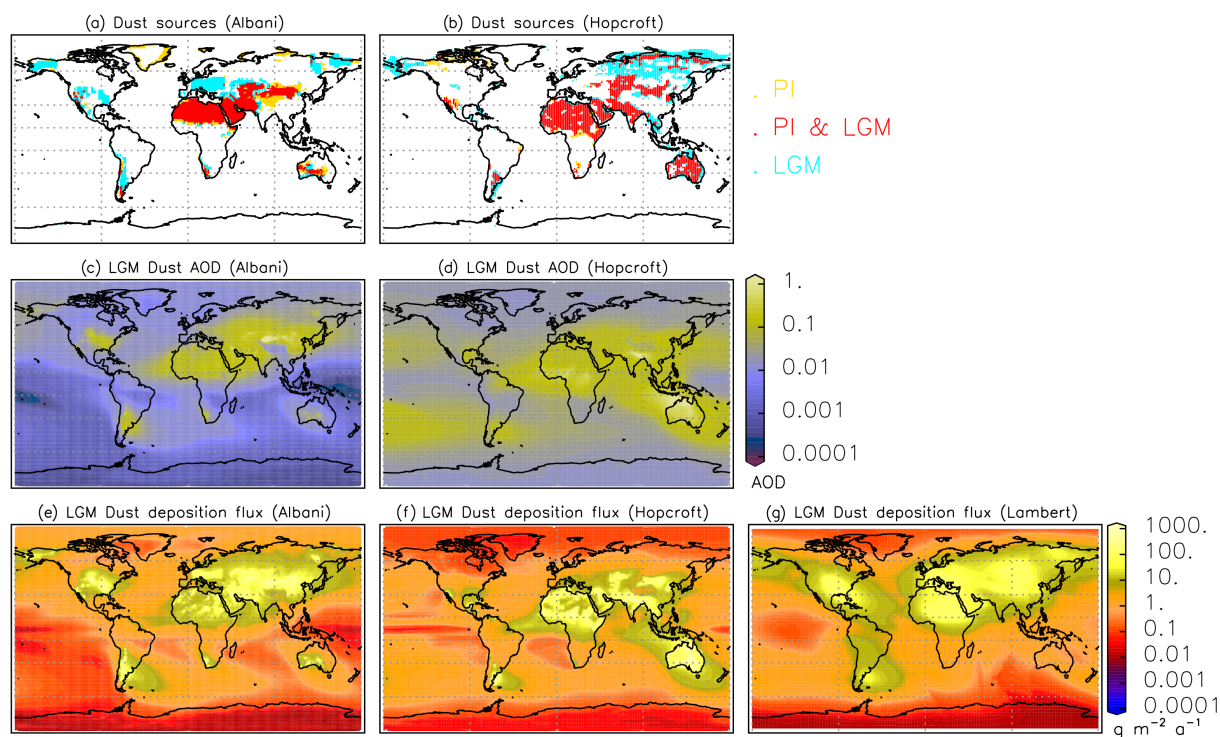 (a) Dust sources (Albani)
(b) Dust sources (Hopcroft)
. PI
. PI & LGM
. LGM
(c) LGM Dust AOD (Albani)
(d) LGM Dust AOD (Hopcroft)
1.
0.1
0.01
0.001
0.0001
AOD
(e) LGM Dust deposition flux (Albani)
(f) LGM Dust deposition flux (Hopcroft)
(g) LGM Dust deposition flux (Lambert)
1000.
100.
10.
1.
0.1
0.01
0.001
0.0001
g m⁻² a⁻¹